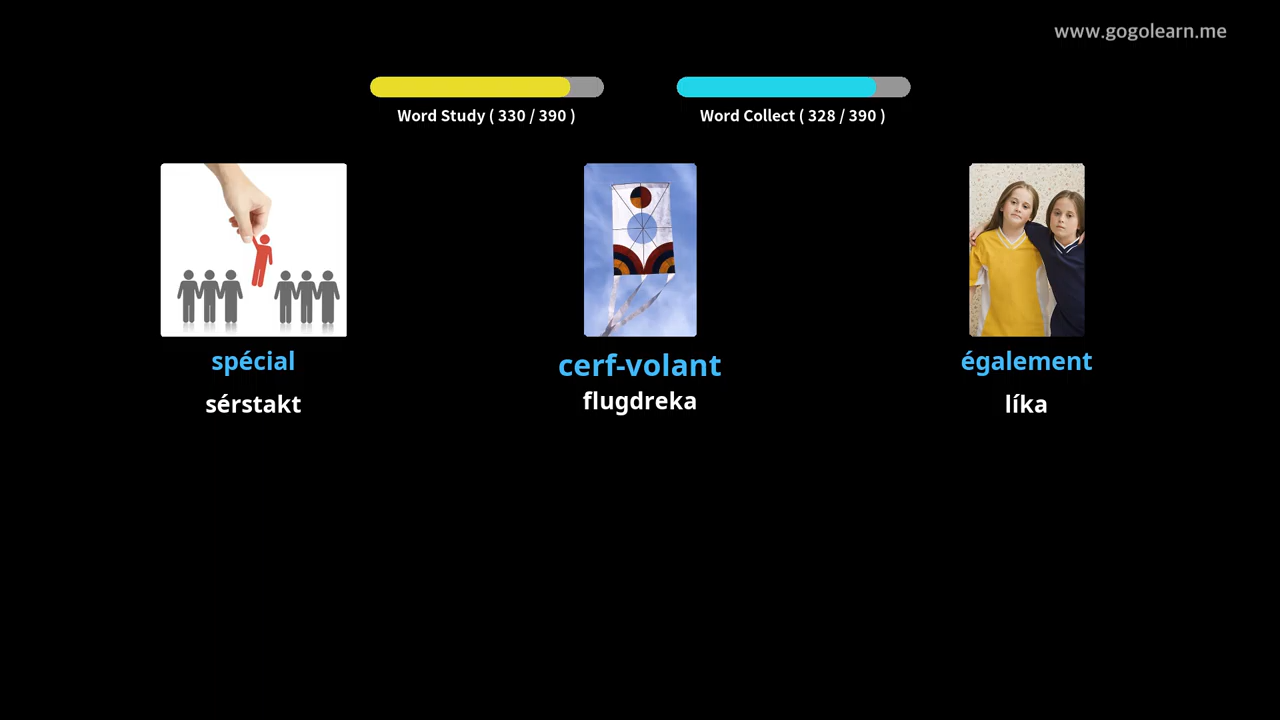 www.gogolearn.me
Word Study ( 330 / 390 )
Word Collect ( 328 / 390 )
spécial
cerf-volant
également
sérstakt
flugdreka
líka